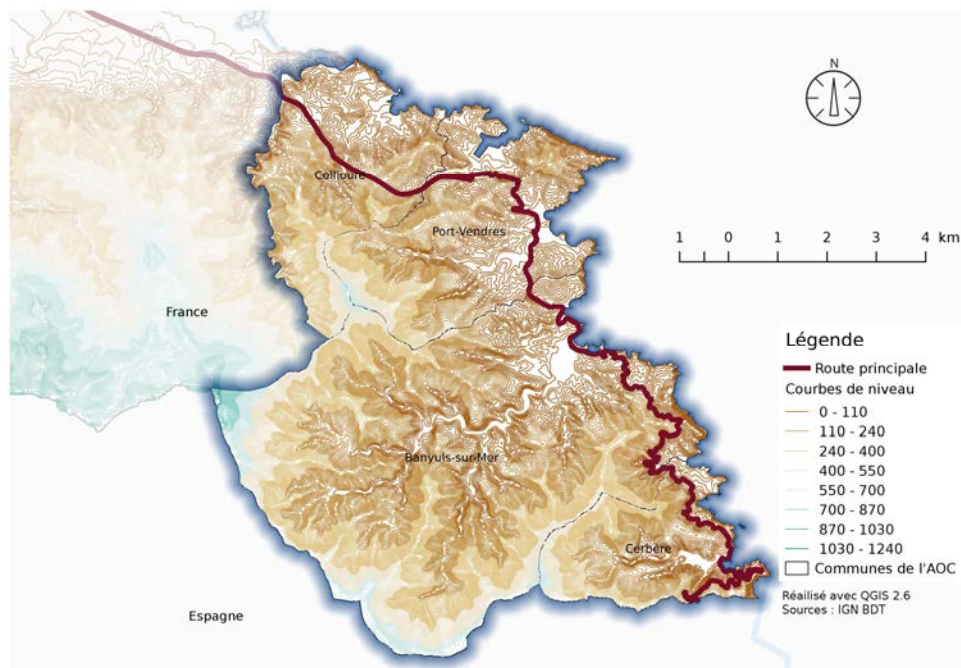 N
Collioure
Port-Vendres
1 0 1 2 3 4 km
France
Légende
Route principale
Courbes de niveau
0 - 110
110 - 240
240 - 400
400 - 550
550 - 700
700 - 870
870 - 1030
1030 - 1240
Communes de l'AOC
Banyuls-sur-Mer
Cerbère
Réailisé avec QGIS 2.6
Sources : IGN BDT
Espagne